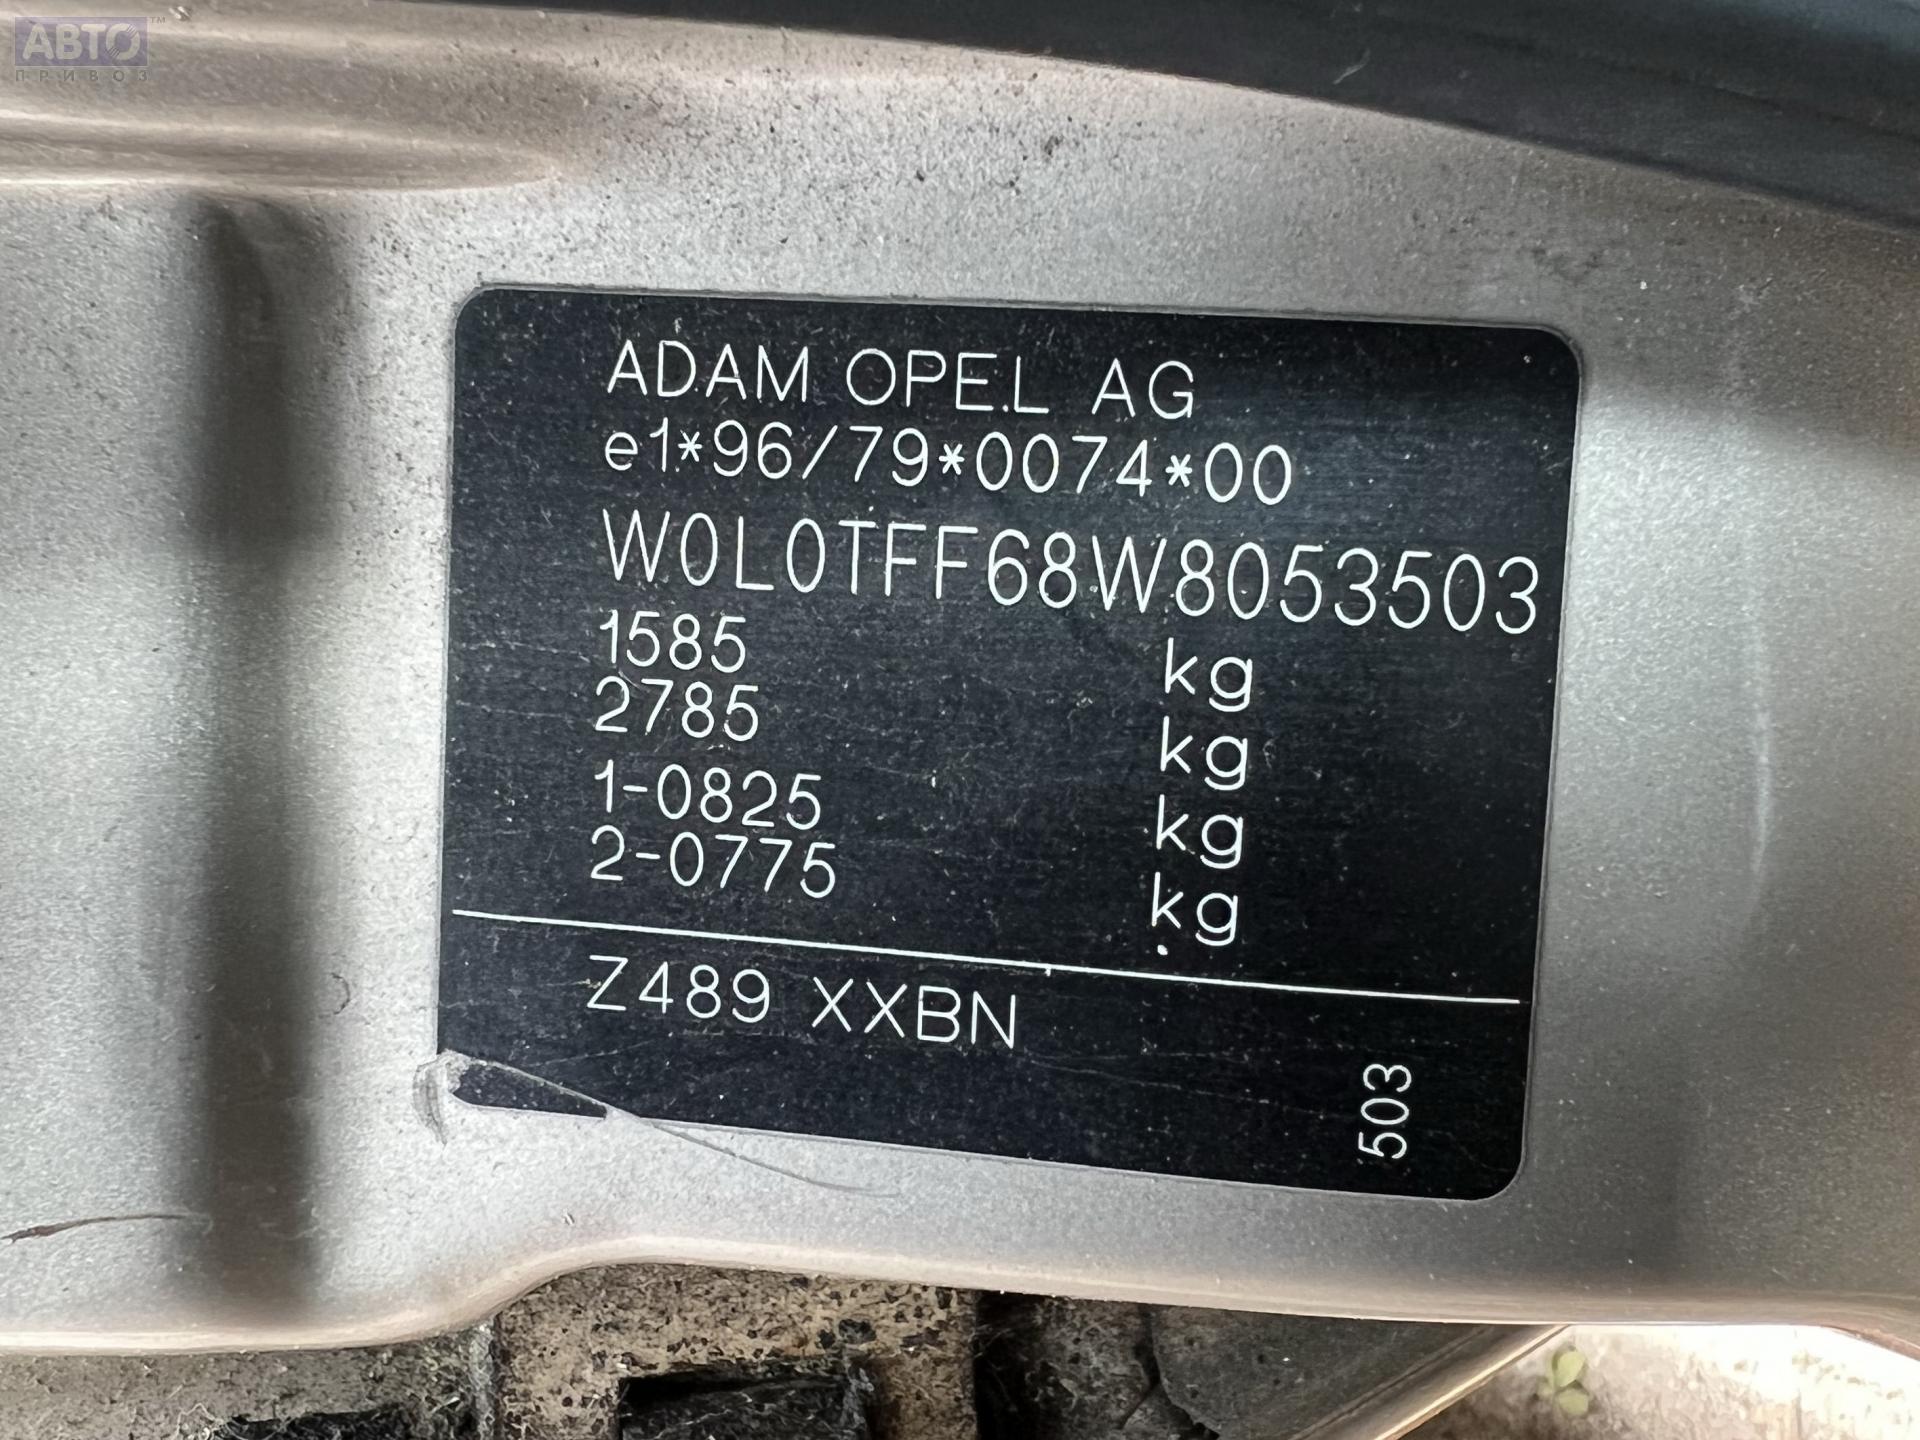 АВТО™
ПРИВОЗ
ADAM OPEL AG
e1*96/79*0074*00
W0L0TFF68W8053503
1585 kg
2785 kg
1-0825 kg
2-0775 kg
Z489 XXBN
503